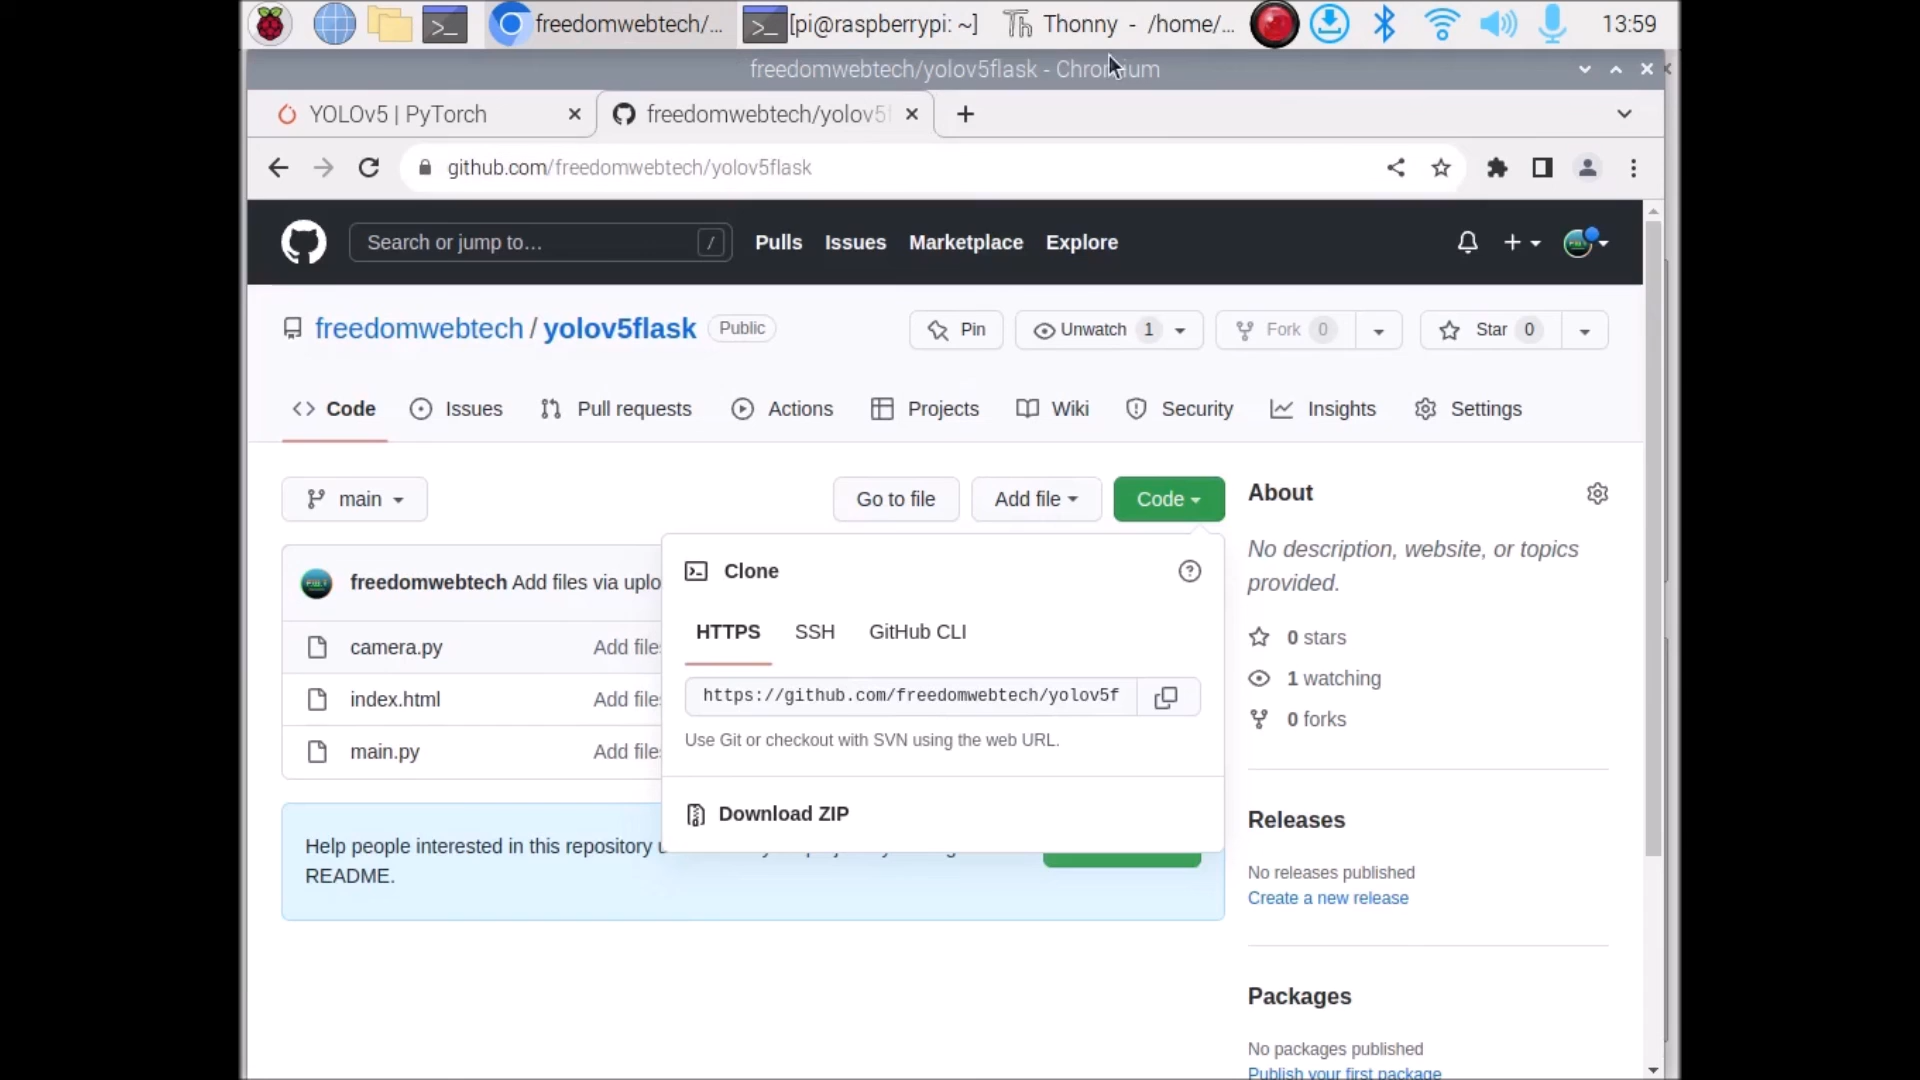 freedomwebtech/...
[pi@raspberrypi: ~]
Thonny - /home/...
13:59
freedomwebtech/yolov5flask - Chromium
YOLOv5 | PyTorch
freedomwebtech/yolov5
github.com/freedomwebtech/yolov5flask
Search or jump to...
/
Pulls
Issues
Marketplace
Explore
freedomwebtech / yolov5flask
Public
Pin
Unwatch 1
Fork 0
Star 0
Code
Issues
Pull requests
Actions
Projects
Wiki
Security
Insights
Settings
main
Go to file
Add file
Code
About
No description, website, or topics
provided.
freedomwebtech Add files via uplo
camera.py
Add files
index.html
Add files
main.py
Add files
Clone
HTTPS
SSH
GitHub CLI
https://github.com/freedomwebtech/yolov5f
Use Git or checkout with SVN using the web URL.
Download ZIP
Help people interested in this repository
README.
0 stars
1 watching
0 forks
Releases
No releases published
Create a new release
Packages
No packages published
Publish your first package